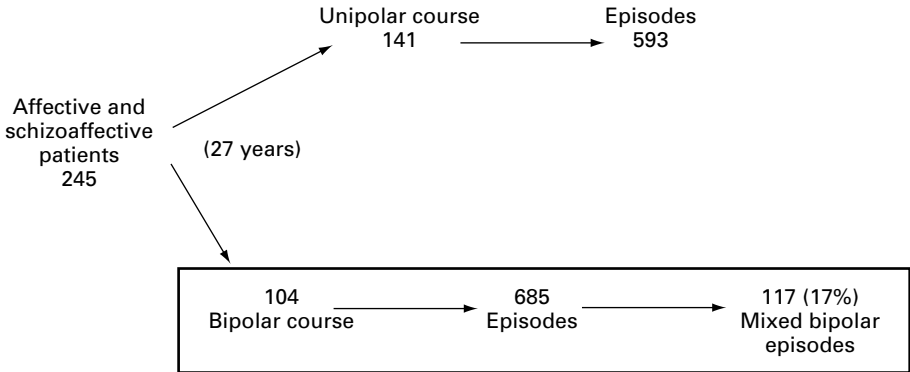 Unipolar course
141
Episodes
593
Affective and
schizoaffective
patients
245
(27 years)
104
Bipolar course
685
Episodes
117 (17%)
Mixed bipolar
episodes